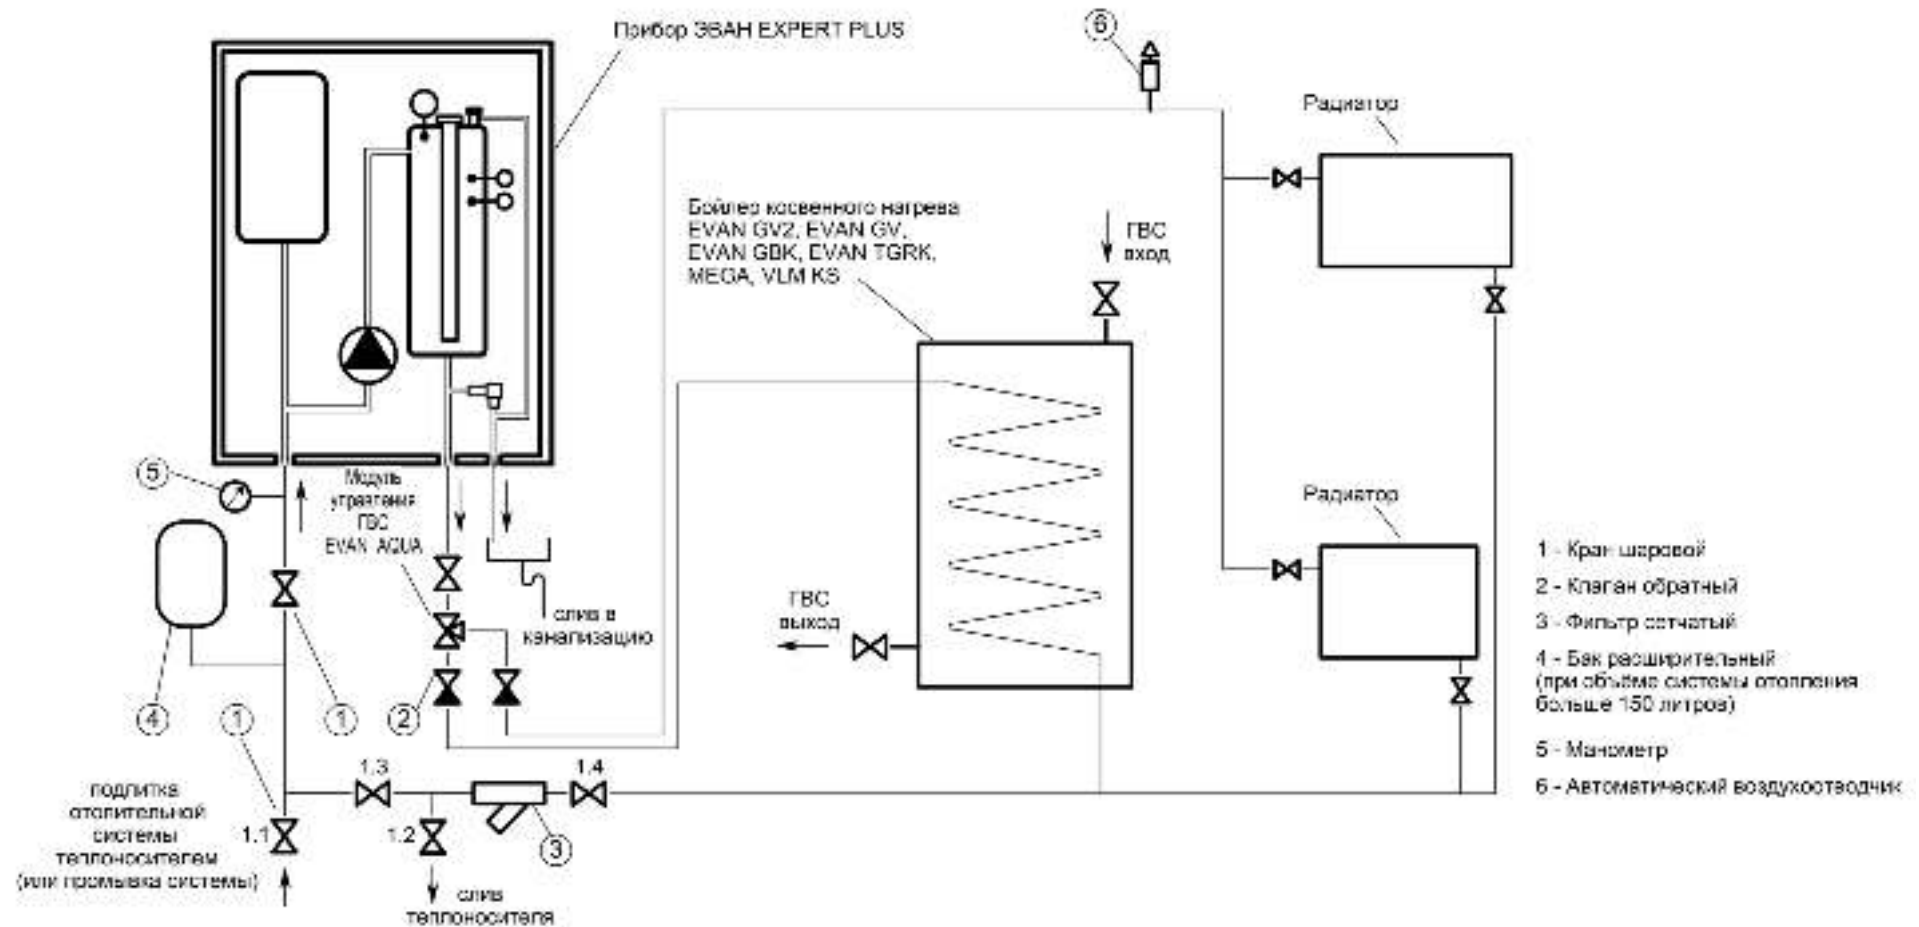 Прибор ЭВАН EXPERT PLUS
6
Радиатор
Бойлер косвенного нагрева
EVAN GV2, EVAN GV,
EVAN GBK, EVAN TGRK,
MEGA, VLM KS
ГВС
вход
5
Модуль
управления
ГВС
EVAN AQUA
Радиатор
слив в
канализацию
ГВС
выход
4
1
1
2
1.3
1.4
подпитка
отопительной
системы
теплоносителем
(или промывка системы)
1.1
1.2
3
слив
теплоносителя
1 - Кран шаровой
2 - Клапан обратный
3 - Фильтр сетчатый
4 - Бак расширительный
(при объёме системы отопления
больше 150 литров)
5 - Манометр
6 - Автоматический воздухоотводчик